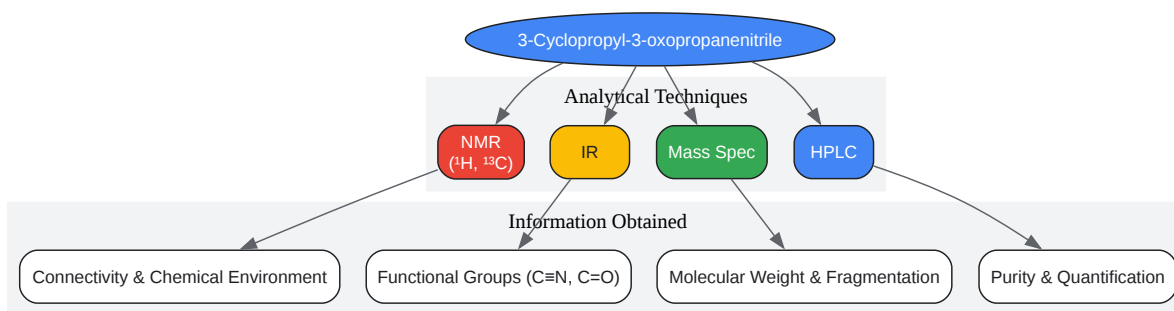 3-Cyclopropyl-3-oxopropanenitrile
Analytical Techniques
NMR
(¹H, ¹³C)
IR
Mass Spec
HPLC
Information Obtained
Connectivity & Chemical Environment
Functional Groups (C≡N, C=O)
Molecular Weight & Fragmentation
Purity & Quantification